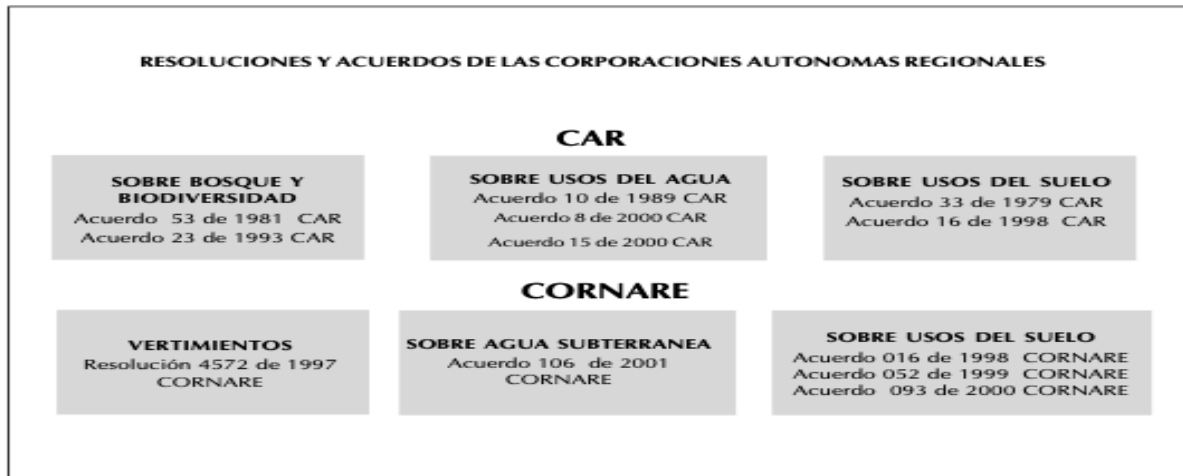 RESOLUCIONES Y ACUERDOS DE LAS CORPORACIONES AUTONOMAS REGIONALES
CAR
SOBRE BOSQUE Y
BIODIVERSIDAD
Acuerdo 53 de 1981 CAR
Acuerdo 23 de 1993 CAR
SOBRE USOS DEL AGUA
Acuerdo 10 de 1989 CAR
Acuerdo 8 de 2000 CAR
Acuerdo 15 de 2000 CAR
SOBRE USOS DEL SUELO
Acuerdo 33 de 1979 CAR
Acuerdo 16 de 1998 CAR
CORNARE
VERTIMIENTOS
Resolución 4572 de 1997
CORNARE
SOBRE AGUA SUBTERRANEA
Acuerdo 106 de 2001
CORNARE
SOBRE USOS DEL SUELO
Acuerdo 016 de 1998 CORNARE
Acuerdo 052 de 1999 CORNARE
Acuerdo 093 de 2000 CORNARE